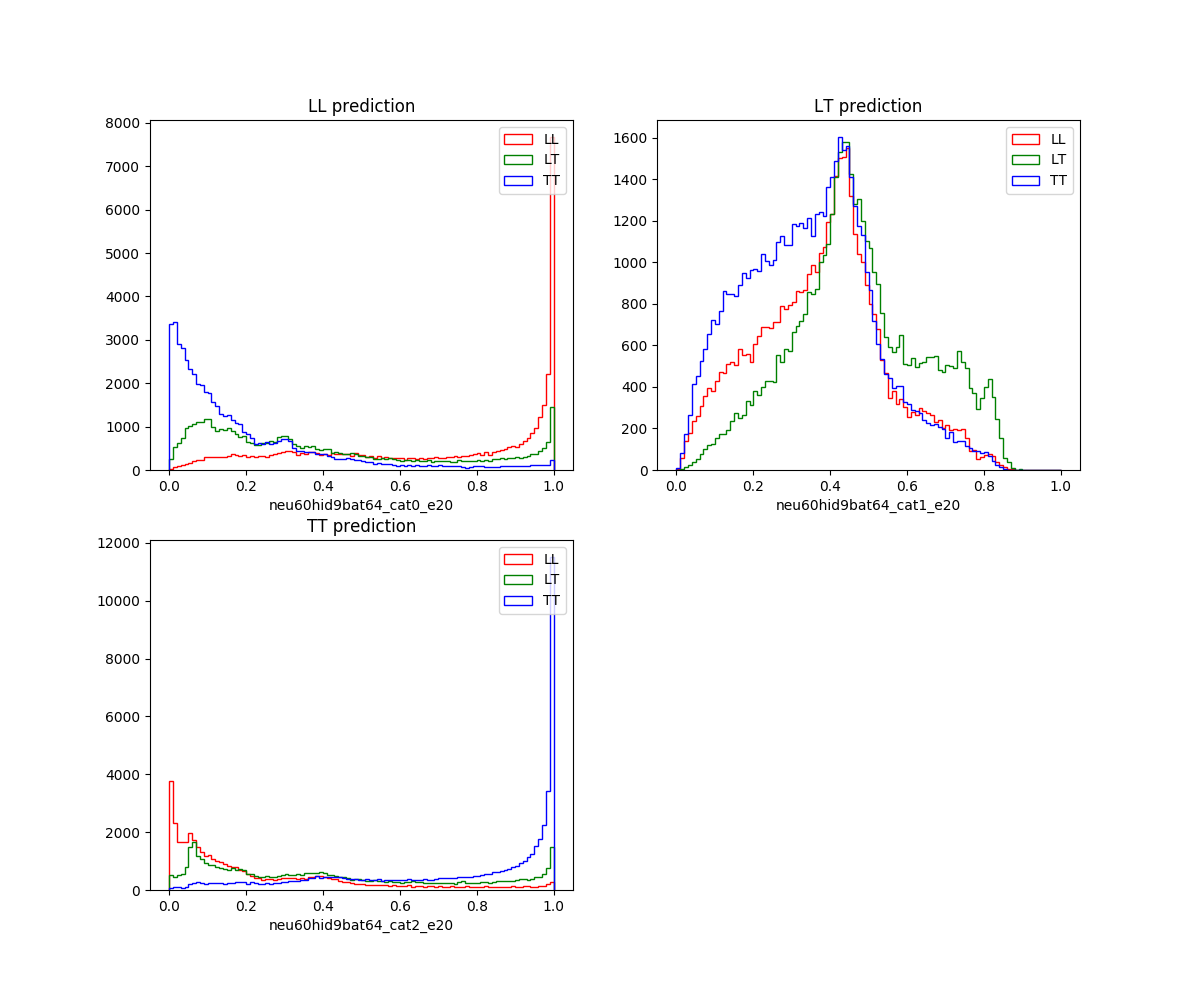 LL prediction
8000
7000
6000
5000
4000
3000
2000
1000
0
LL
LT
TT
0.0 0.2 0.4 0.6 0.8 1.0
neu60hid9bat64_cat0_e20
LT prediction
1600
1400
1200
1000
800
600
400
200
0
LL
LT
TT
0.0 0.2 0.4 0.6 0.8 1.0
neu60hid9bat64_cat1_e20
TT prediction
12000
10000
8000
6000
4000
2000
0
LL
LT
TT
0.0 0.2 0.4 0.6 0.8 1.0
neu60hid9bat64_cat2_e20